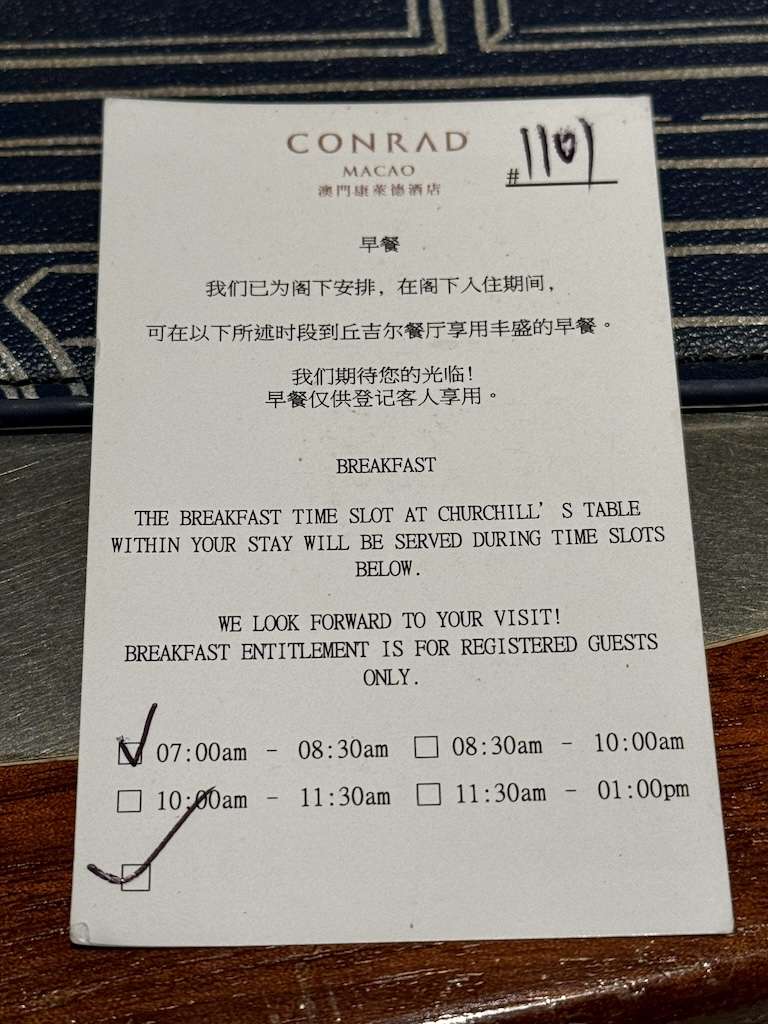 CONRAD
MACAO
澳門康萊德酒店
#1101
早餐
我们已为阁下安排，在阁下入住期间，
可在以下所述时段到丘吉尔餐厅享用丰盛的早餐。
我们期待您的光临!
早餐仅供登记客人享用。
BREAKFAST
THE BREAKFAST TIME SLOT AT CHURCHILL'S TABLE
WITHIN YOUR STAY WILL BE SERVED DURING TIME SLOTS
BELOW.
WE LOOK FORWARD TO YOUR VISIT!
BREAKFAST ENTITLEMENT IS FOR REGISTERED GUESTS
ONLY.
☑ 07:00am - 08:30am ☐ 08:30am - 10:00am
☐ 10:00am - 11:30am ☐ 11:30am - 01:00pm
☑